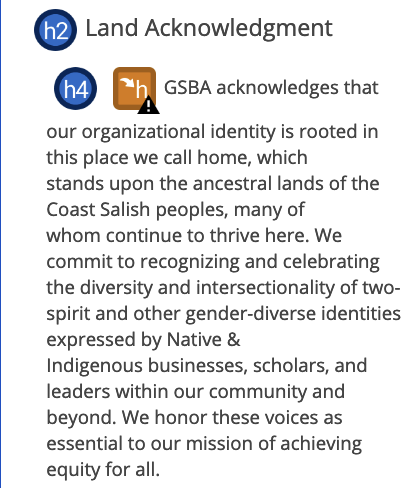 h2 Land Acknowledgment
h4 h GSBA acknowledges that
our organizational identity is rooted in
this place we call home, which
stands upon the ancestral lands of the
Coast Salish peoples, many of
whom continue to thrive here. We
commit to recognizing and celebrating
the diversity and intersectionality of two-
spirit and other gender-diverse identities
expressed by Native &
Indigenous businesses, scholars, and
leaders within our community and
beyond. We honor these voices as
essential to our mission of achieving
equity for all.